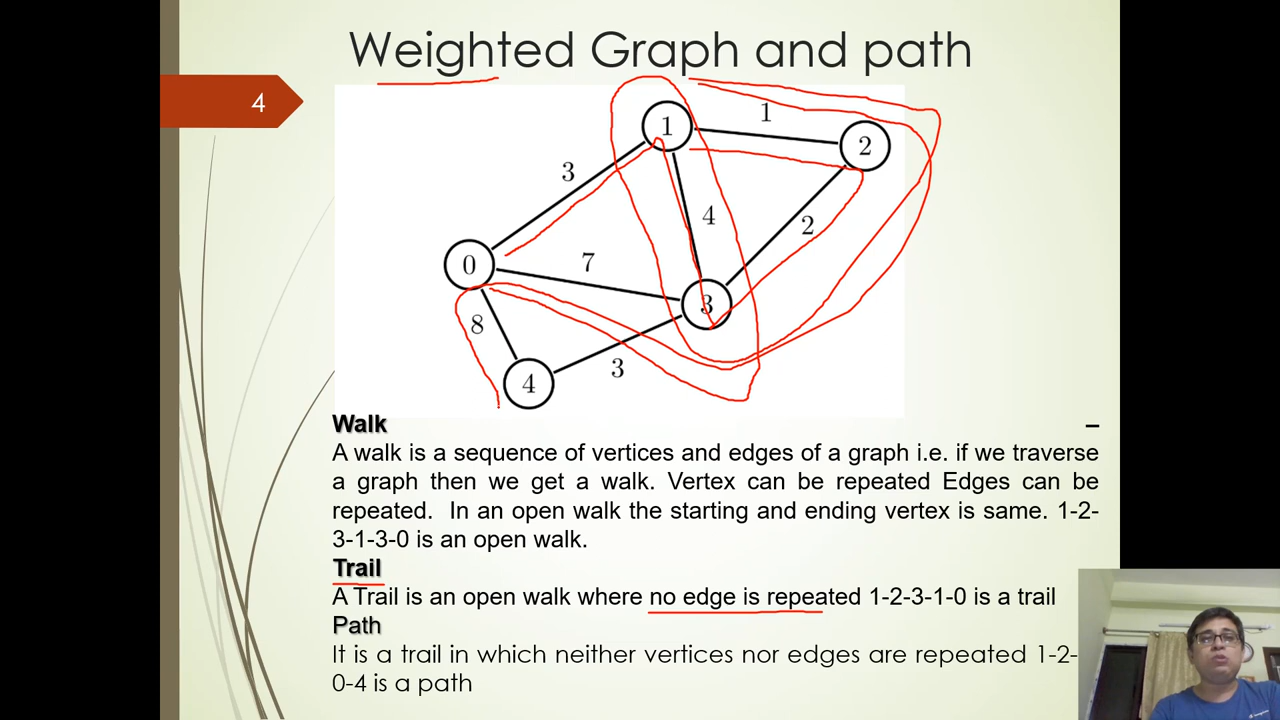 Weighted Graph and path
4
1
1
2
3
4
2
0
7
3
8
3
4
Walk –
A walk is a sequence of vertices and edges of a graph i.e. if we traverse
a graph then we get a walk. Vertex can be repeated Edges can be
repeated. In an open walk the starting and ending vertex is same. 1-2-
3-1-3-0 is an open walk.
Trail
A Trail is an open walk where no edge is repeated 1-2-3-1-0 is a trail
Path
It is a trail in which neither vertices nor edges are repeated 1-2-
0-4 is a path